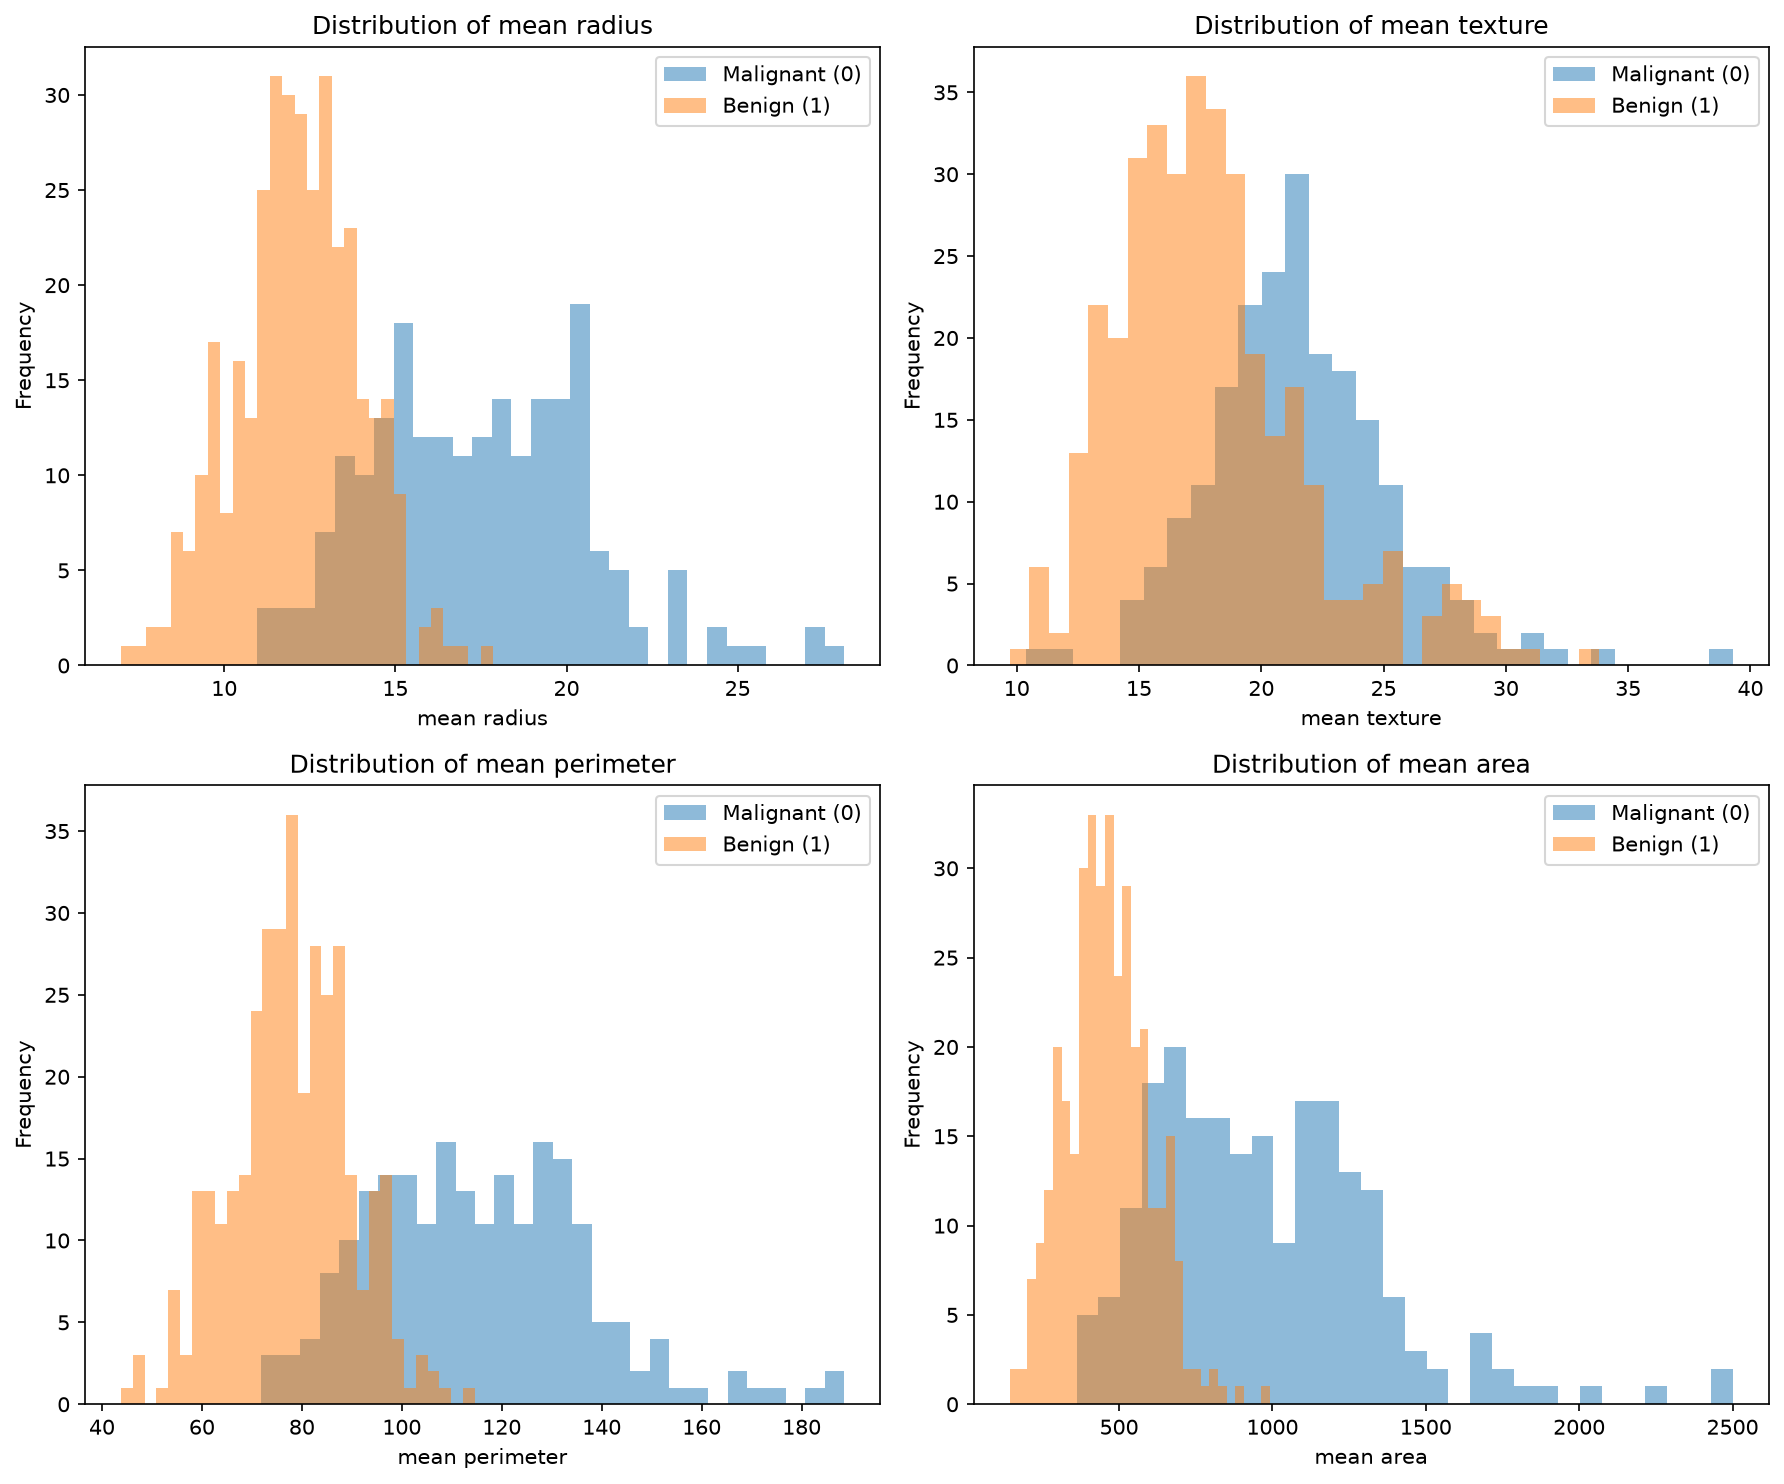 Distribution of mean radius
Malignant (0)
Benign (1)
Frequency
30
25
20
15
10
5
0
10 15 20 25
mean radius
Distribution of mean texture
Malignant (0)
Benign (1)
Frequency
35
30
25
20
15
10
5
0
10 15 20 25 30 35 40
mean texture
Distribution of mean perimeter
Malignant (0)
Benign (1)
Frequency
35
30
25
20
15
10
5
0
40 60 80 100 120 140 160 180
mean perimeter
Distribution of mean area
Malignant (0)
Benign (1)
Frequency
30
25
20
15
10
5
0
500 1000 1500 2000 2500
mean area